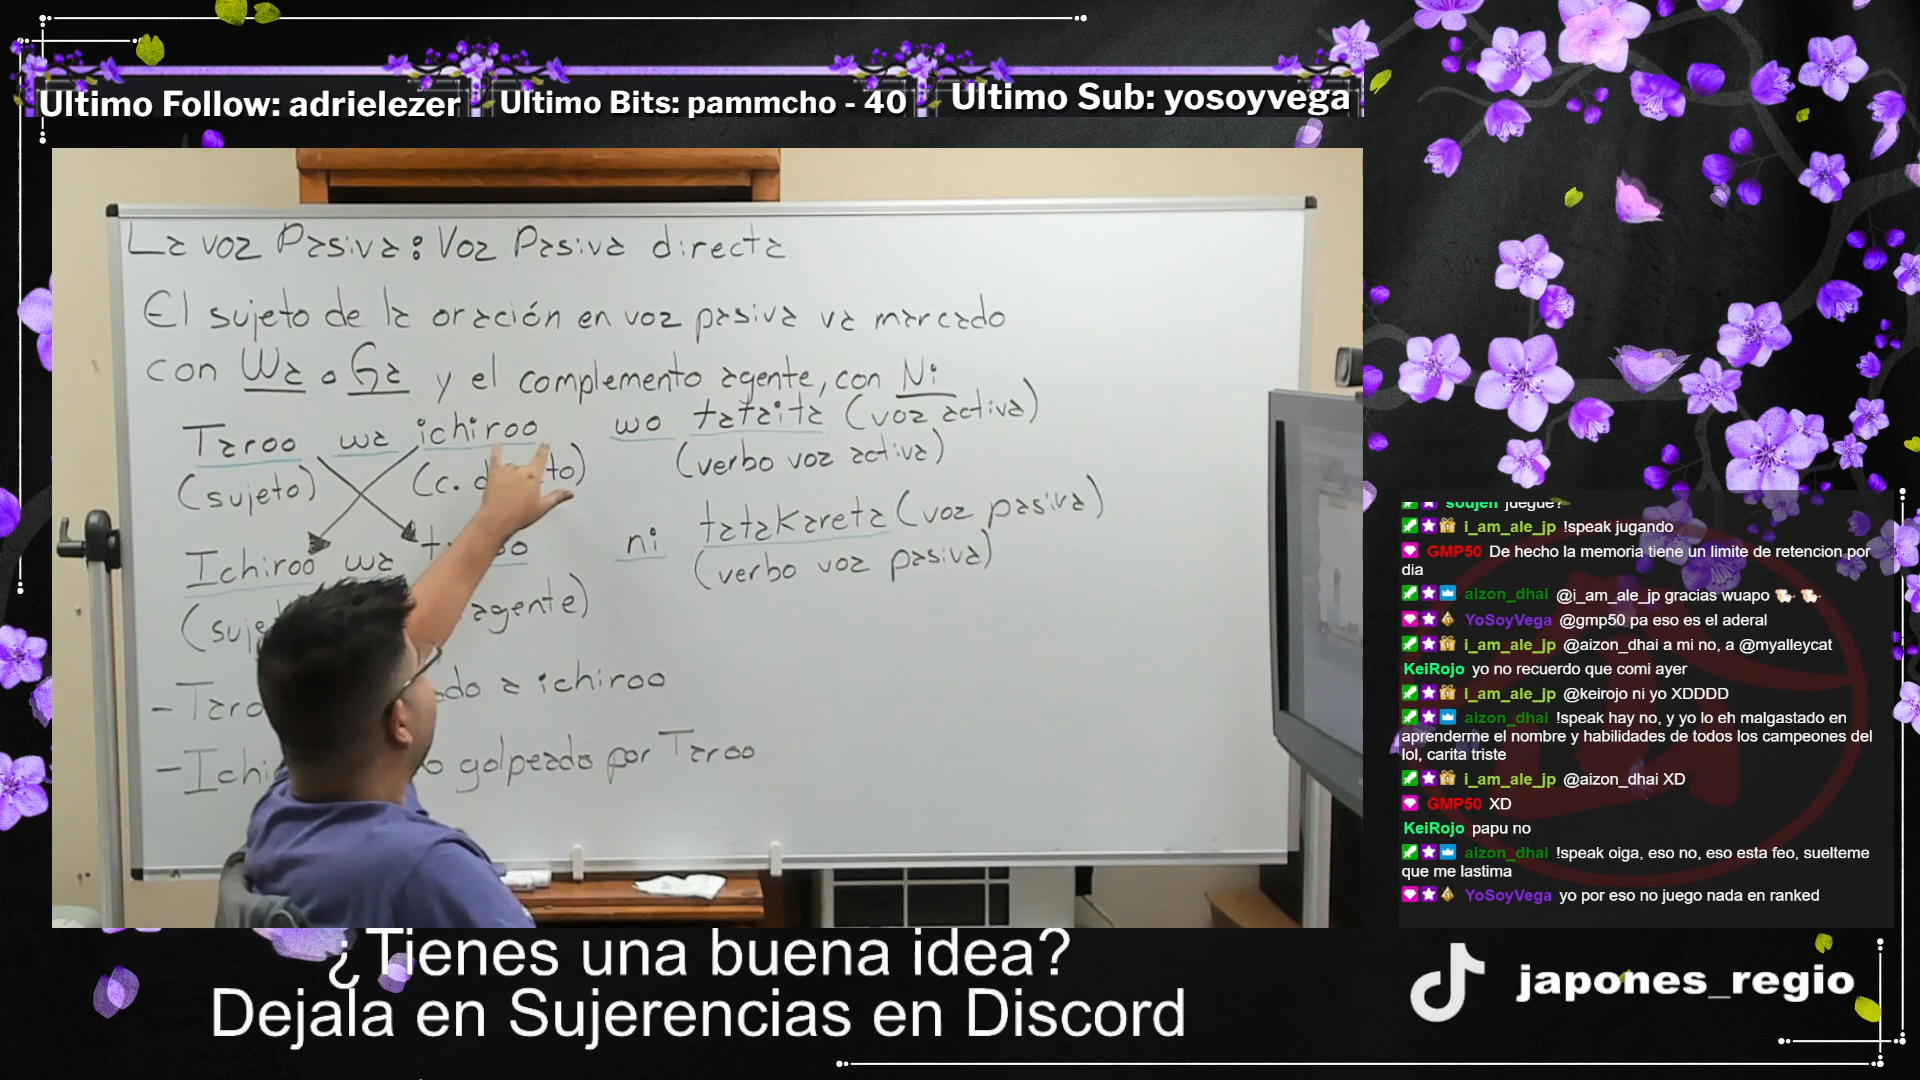 Ultimo Follow: adrielezer
Ultimo Bits: pammcho - 40
Ultimo Sub: yosoyvega
La voz Pasiva: Voz Pasiva directa
El sujeto de la oración en voz pasiva va marcado
con Wa o Ga y el complemento agente, con Ni
Taroo wa ichiroo wo tataita (voz activa)
(sujeto) (c. d to) (verbo voz activa)
Ichiroo wa t o ni tatakareta (voz pasiva)
(suje agente) (verbo voz pasiva)
- Taro do a ichiroo
- Ichi o golpeado por Taroo
soujen juegue?
i_am_ale_jp !speak jugando
GMP50 De hecho la memoria tiene un limite de retencion por
dia
aizon_dhai @i_am_ale_jp gracias wuapo
YoSoyVega @gmp50 pa eso es el aderal
i_am_ale_jp @aizon_dhai a mi no, a @myalleycat
KeiRojo yo no recuerdo que comi ayer
i_am_ale_jp @keirojo ni yo XDDDD
aizon_dhai !speak hay no, y yo lo eh malgastado en
aprenderme el nombre y habilidades de todos los campeones del
lol, carita triste
i_am_ale_jp @aizon_dhai XD
GMP50 XD
KeiRojo papu no
aizon_dhai !speak oiga, eso no, eso esta feo, suelteme
que me lastima
YoSoyVega yo por eso no juego nada en ranked
¿Tienes una buena idea?
Dejala en Sujerencias en Discord
japones_regio